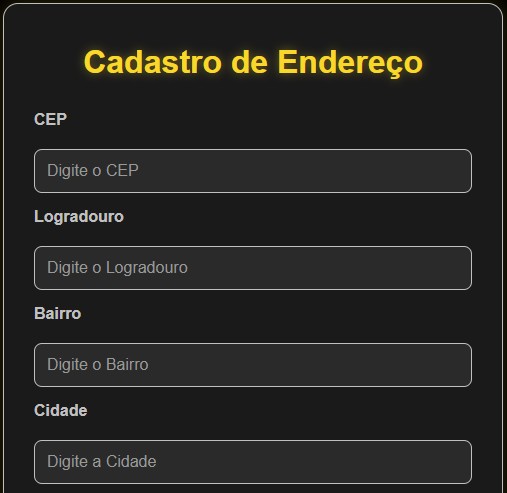 Cadastro de Endereço
CEP
Digite o CEP
Logradouro
Digite o Logradouro
Bairro
Digite o Bairro
Cidade
Digite a Cidade